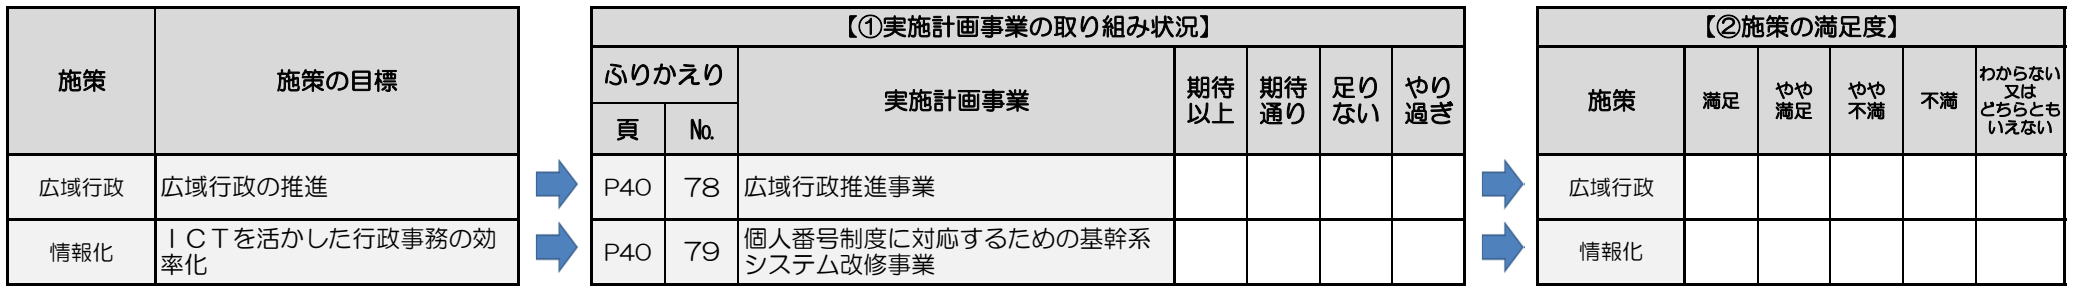 施策
施策の目標
広域行政
広域行政の推進
情報化
ＩＣＴを活かした行政事務の効
率化
【①実施計画事業の取り組み状況】
ふりかえり
頁
№
実施計画事業
期待
以上
期待
通り
足り
ない
やり
過ぎ
P40
78
広域行政推進事業
P40
79
個人番号制度に対応するための基幹系
システム改修事業
【②施策の満足度】
施策
満足
やや
満足
やや
不満
不満
わからない
又は
どちらとも
いえない
広域行政
情報化